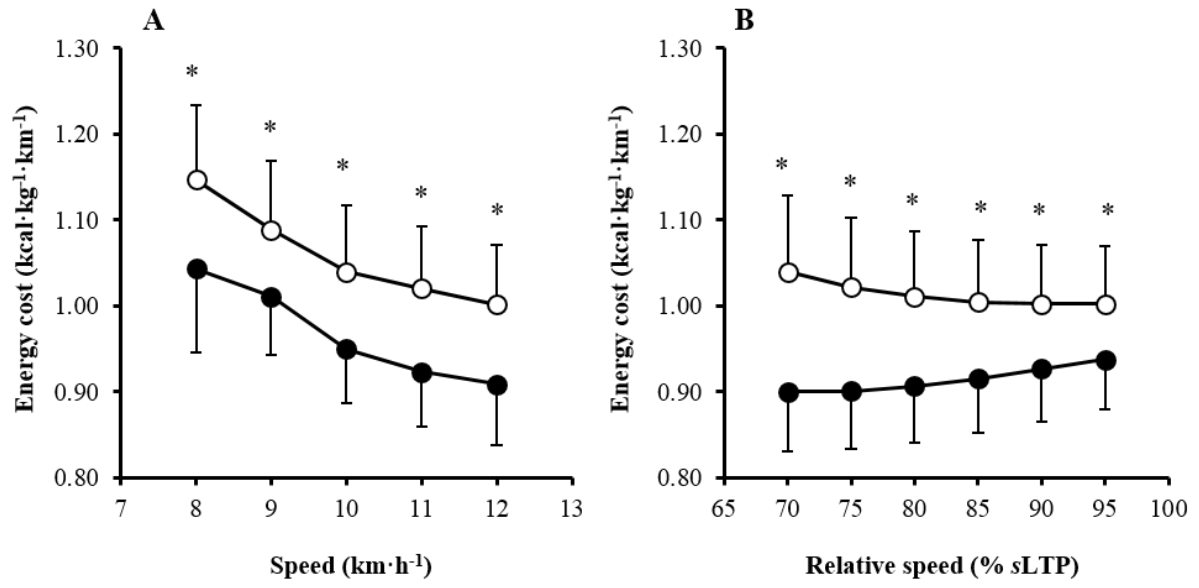 A
1.30
1.20
1.10
1.00
0.90
0.80
Energy cost (kcal·kg⁻¹·km⁻¹)
* * * * *
7 8 9 10 11 12 13
Speed (km·h⁻¹)
B
1.30
1.20
1.10
1.00
0.90
0.80
Energy cost (kcal·kg⁻¹·km⁻¹)
* * * * * *
65 70 75 80 85 90 95 100
Relative speed (% sLTP)